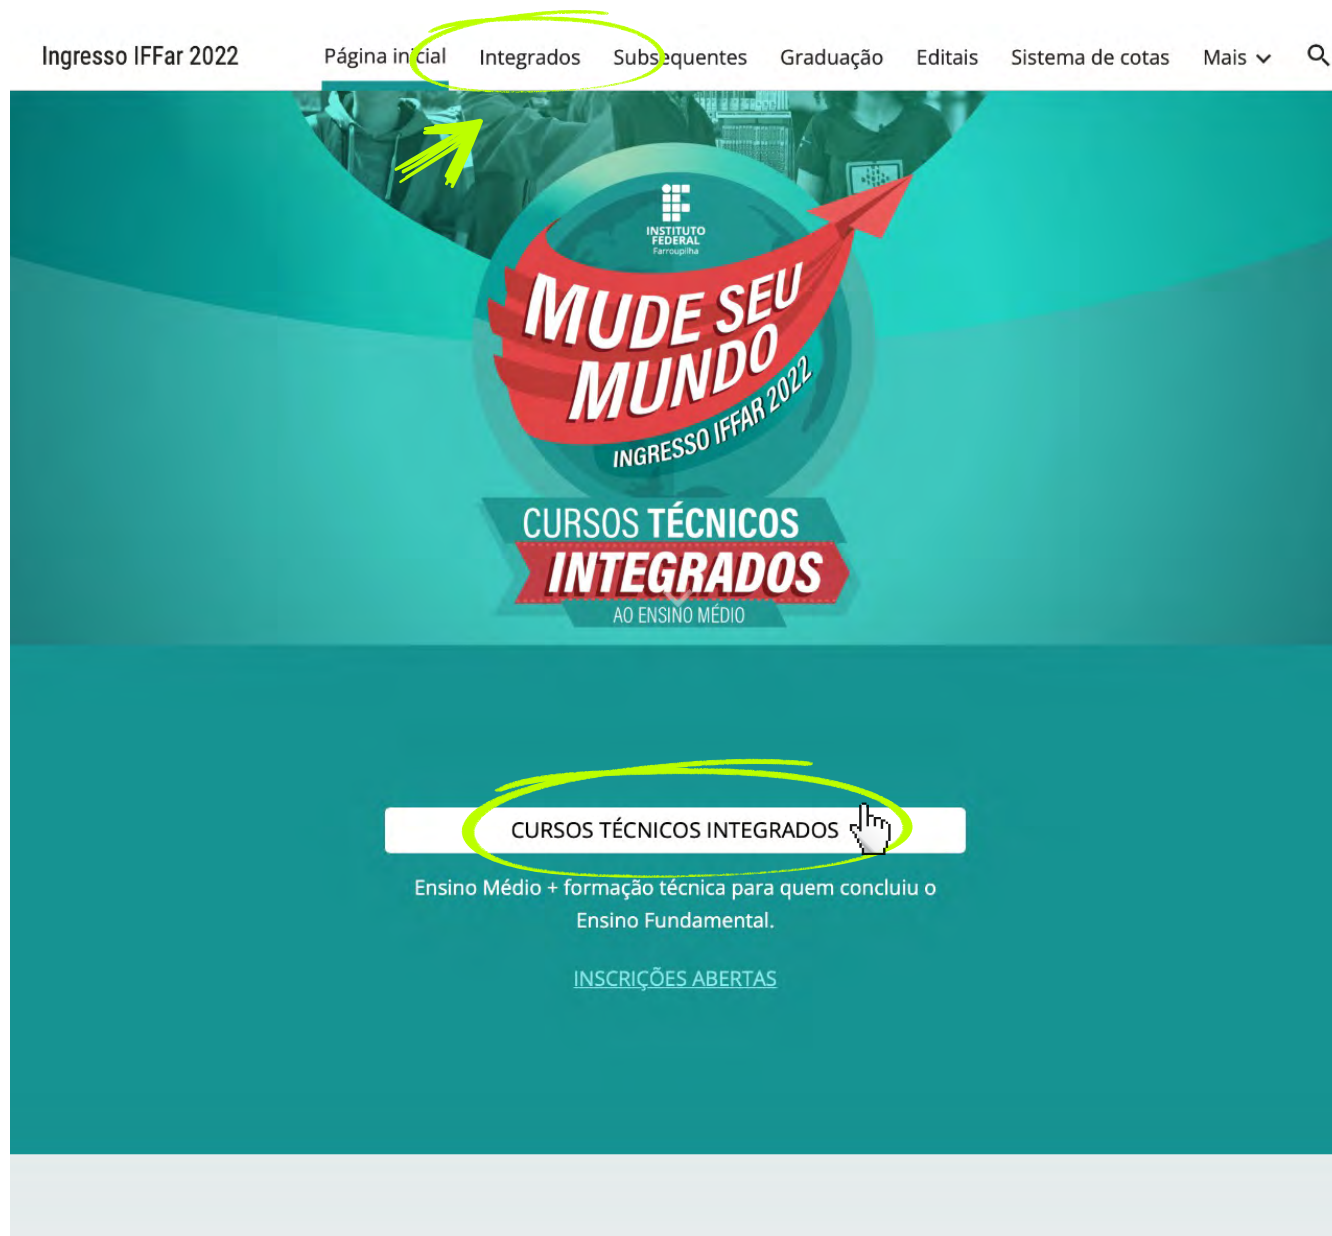 Ingresso IFFar 2022 Página inicial Integrados Subsequentes Graduação Editais Sistema de cotas Mais
INSTITUTO
FEDERAL
Farroupilha
MUDE SEU
MUNDO
INGRESSO IFFAR 2022
CURSOS TÉCNICOS
INTEGRADOS
AO ENSINO MÉDIO
CURSOS TÉCNICOS INTEGRADOS
Ensino Médio + formação técnica para quem concluiu o
Ensino Fundamental.
INSCRIÇÕES ABERTAS